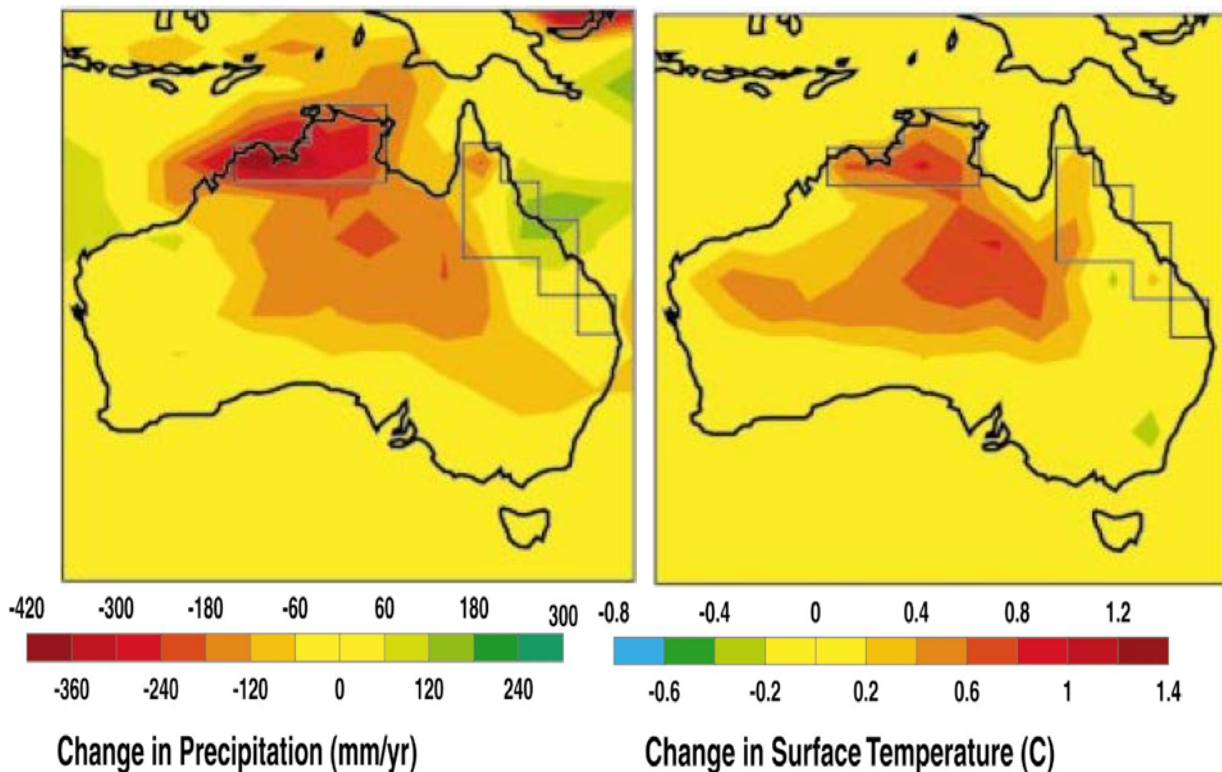 -420 -300 -180 -60 60 180 300 -0.8 -0.4 0 0.4 0.8 1.2
-360 -240 -120 0 120 240 -0.6 -0.2 0.2 0.6 1 1.4
Change in Precipitation (mm/yr) Change in Surface Temperature (C)